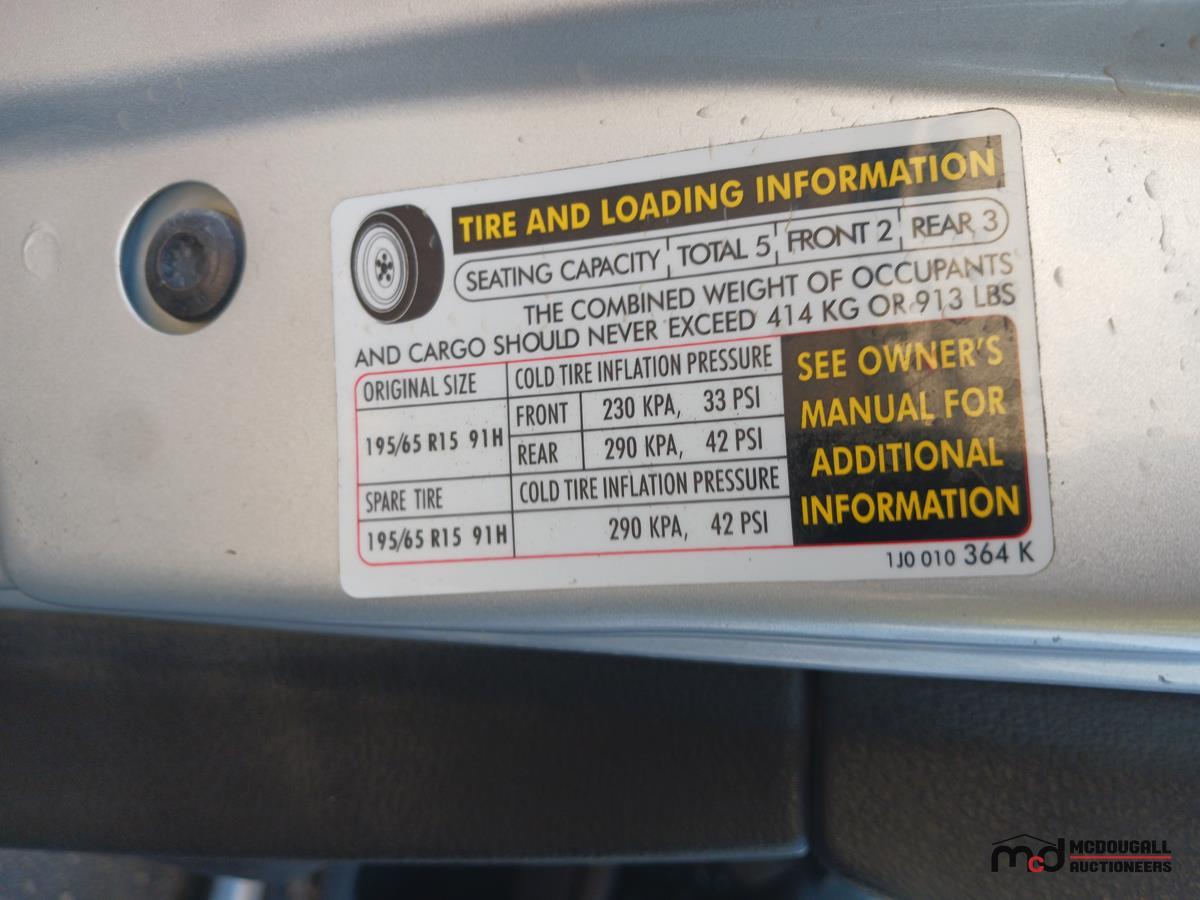 TIRE AND LOADING INFORMATION
SEATING CAPACITY TOTAL 5 FRONT 2 REAR 3
THE COMBINED WEIGHT OF OCCUPANTS
AND CARGO SHOULD NEVER EXCEED 414 KG OR 913 LBS
ORIGINAL SIZE COLD TIRE INFLATION PRESSURE
195/65 R15 91H
FRONT 230 KPA, 33 PSI
REAR 290 KPA, 42 PSI
SPARE TIRE COLD TIRE INFLATION PRESSURE
195/65 R15 91H 290 KPA, 42 PSI
SEE OWNER'S
MANUAL FOR
ADDITIONAL
INFORMATION
1J0 010 364 K
mcd
MCDOUGALL
AUCTIONEERS